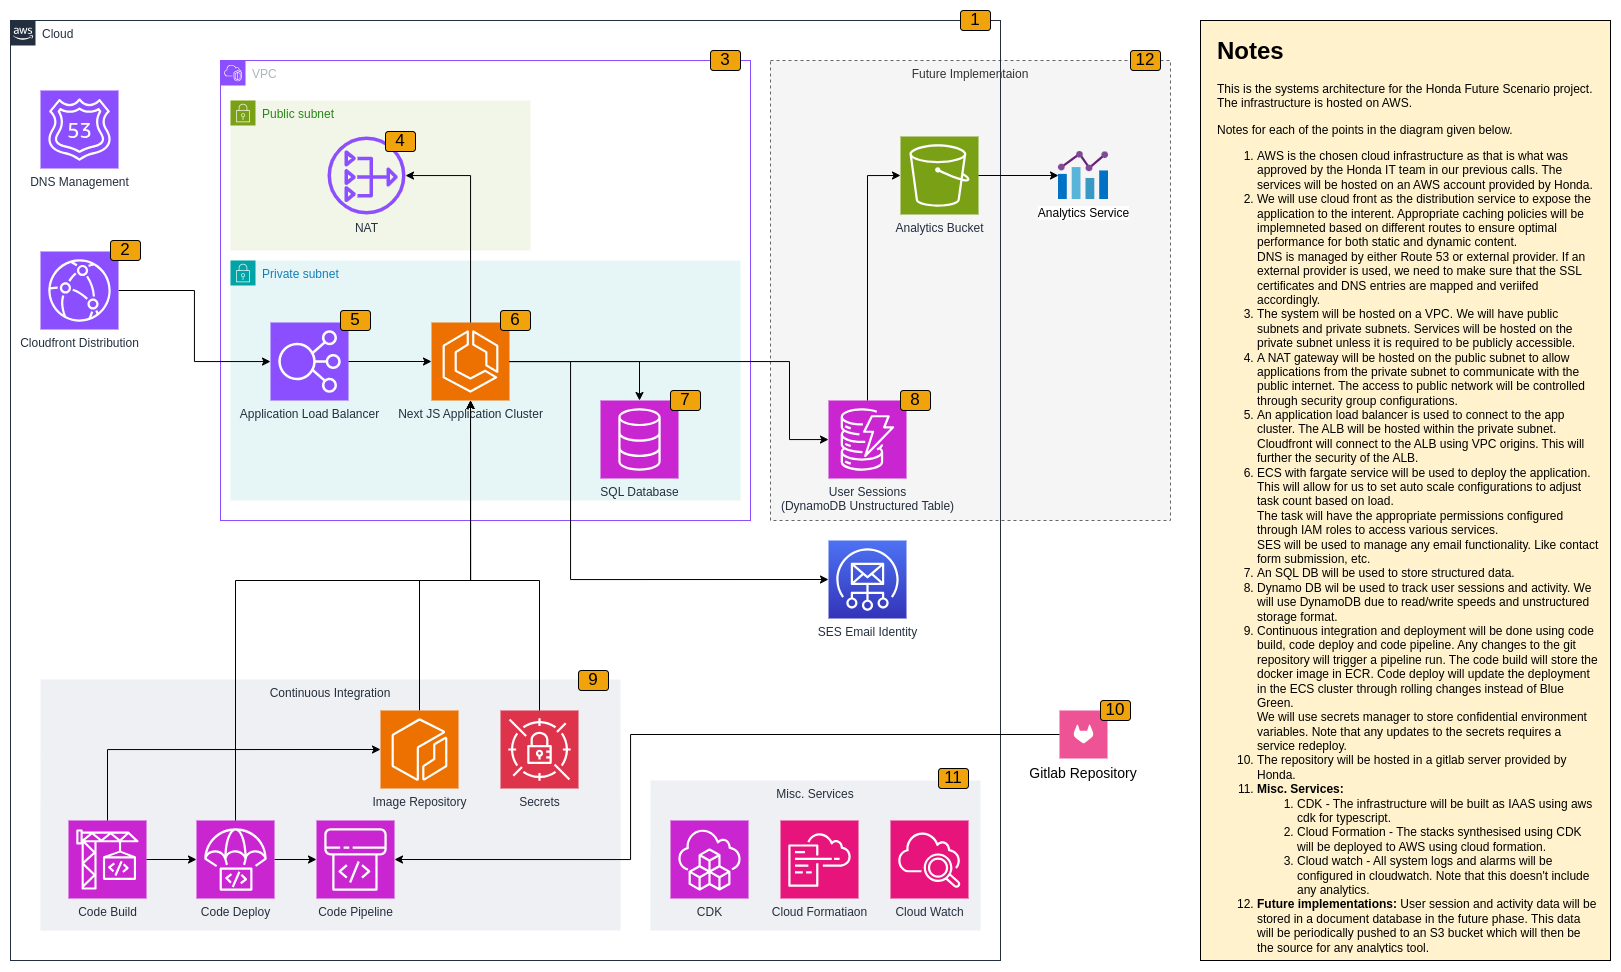 1
aws
Cloud
3
12
VPC
Future Implementaion
Public subnet
4
53
DNS Management
NAT
Analytics Bucket
Analytics Service
2
Private subnet
5
6
Cloudfront Distribution
Application Load Balancer
Next JS Application Cluster
7
8
SQL Database
User Sessions
(DynamoDB Unstructured Table)
SES Email Identity
9
Continuous Integration
Image Repository
Secrets
10
Gitlab Repository
11
Misc. Services
Code Build
Code Deploy
Code Pipeline
CDK
Cloud Formatiaon
Cloud Watch
Notes
This is the systems architecture for the Honda Future Scenario project.
The infrastructure is hosted on AWS.
Notes for each of the points in the diagram given below.
1. AWS is the chosen cloud infrastructure as that is what was
approved by the Honda IT team in our previous calls. The
services will be hosted on an AWS account provided by Honda.
2. We will use cloud front as the distribution service to expose the
application to the interent. Appropriate caching policies will be
implemneted based on different routes to ensure optimal
performance for both static and dynamic content.
DNS is managed by either Route 53 or external provider. If an
external provider is used, we need to make sure that the SSL
certificates and DNS entries are mapped and veriifed
accordingly.
3. The system will be hosted on a VPC. We will have public
subnets and private subnets. Services will be hosted on the
private subnet unless it is required to be publicly accessible.
4. A NAT gateway will be hosted on the public subnet to allow
applications from the private subnet to communicate with the
public internet. The access to public network will be controlled
through security group configurations.
5. An application load balancer is used to connect to the app
cluster. The ALB will be hosted within the private subnet.
Cloudfront will connect to the ALB using VPC origins. This will
further the security of the ALB.
6. ECS with fargate service will be used to deploy the application.
This will allow for us to set auto scale configurations to adjust
task count based on load.
The task will have the appropriate permissions configured
through IAM roles to access various services.
SES will be used to manage any email functionality. Like contact
form submission, etc.
7. An SQL DB will be used to store structured data.
8. Dynamo DB wil be used to track user sessions and activity. We
will use DynamoDB due to read/write speeds and unstructured
storage format.
9. Continuous integration and deployment will be done using code
build, code deploy and code pipeline. Any changes to the git
repository will trigger a pipeline run. The code build will store the
docker image in ECR. Code deploy will update the deployment
in the ECS cluster through rolling changes instead of Blue
Green.
We will use secrets manager to store confidential environment
variables. Note that any updates to the secrets requires a
service redeploy.
10. The repository will be hosted in a gitlab server provided by
Honda.
11. Misc. Services:
1. CDK - The infrastructure will be built as IAAS using aws
cdk for typescript.
2. Cloud Formation - The stacks synthesised using CDK
will be deployed to AWS using cloud formation.
3. Cloud watch - All system logs and alarms will be
configured in cloudwatch. Note that this doesn't include
any analytics.
12. Future implementations: User session and activity data will be
stored in a document database in the future phase. This data
will be periodically pushed to an S3 bucket which will then be
the source for any analytics tool.